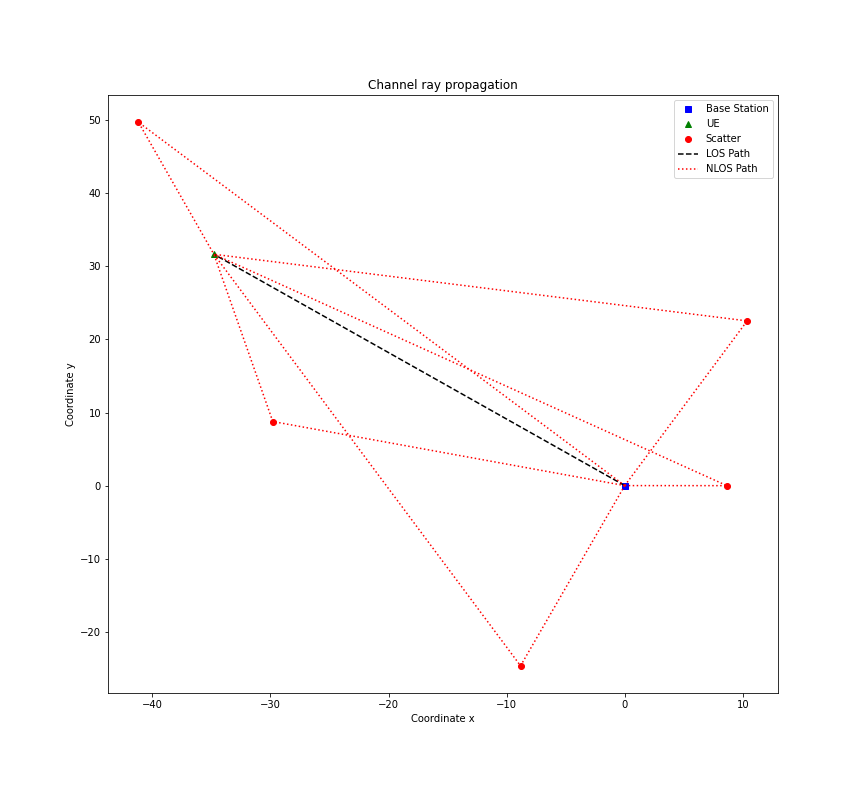 Channel ray propagation
Base Station
UE
Scatter
LOS Path
NLOS Path
50
40
30
20
10
0
−10
−20
Coordinate y
−40
−30
−20
−10
0
10
Coordinate x